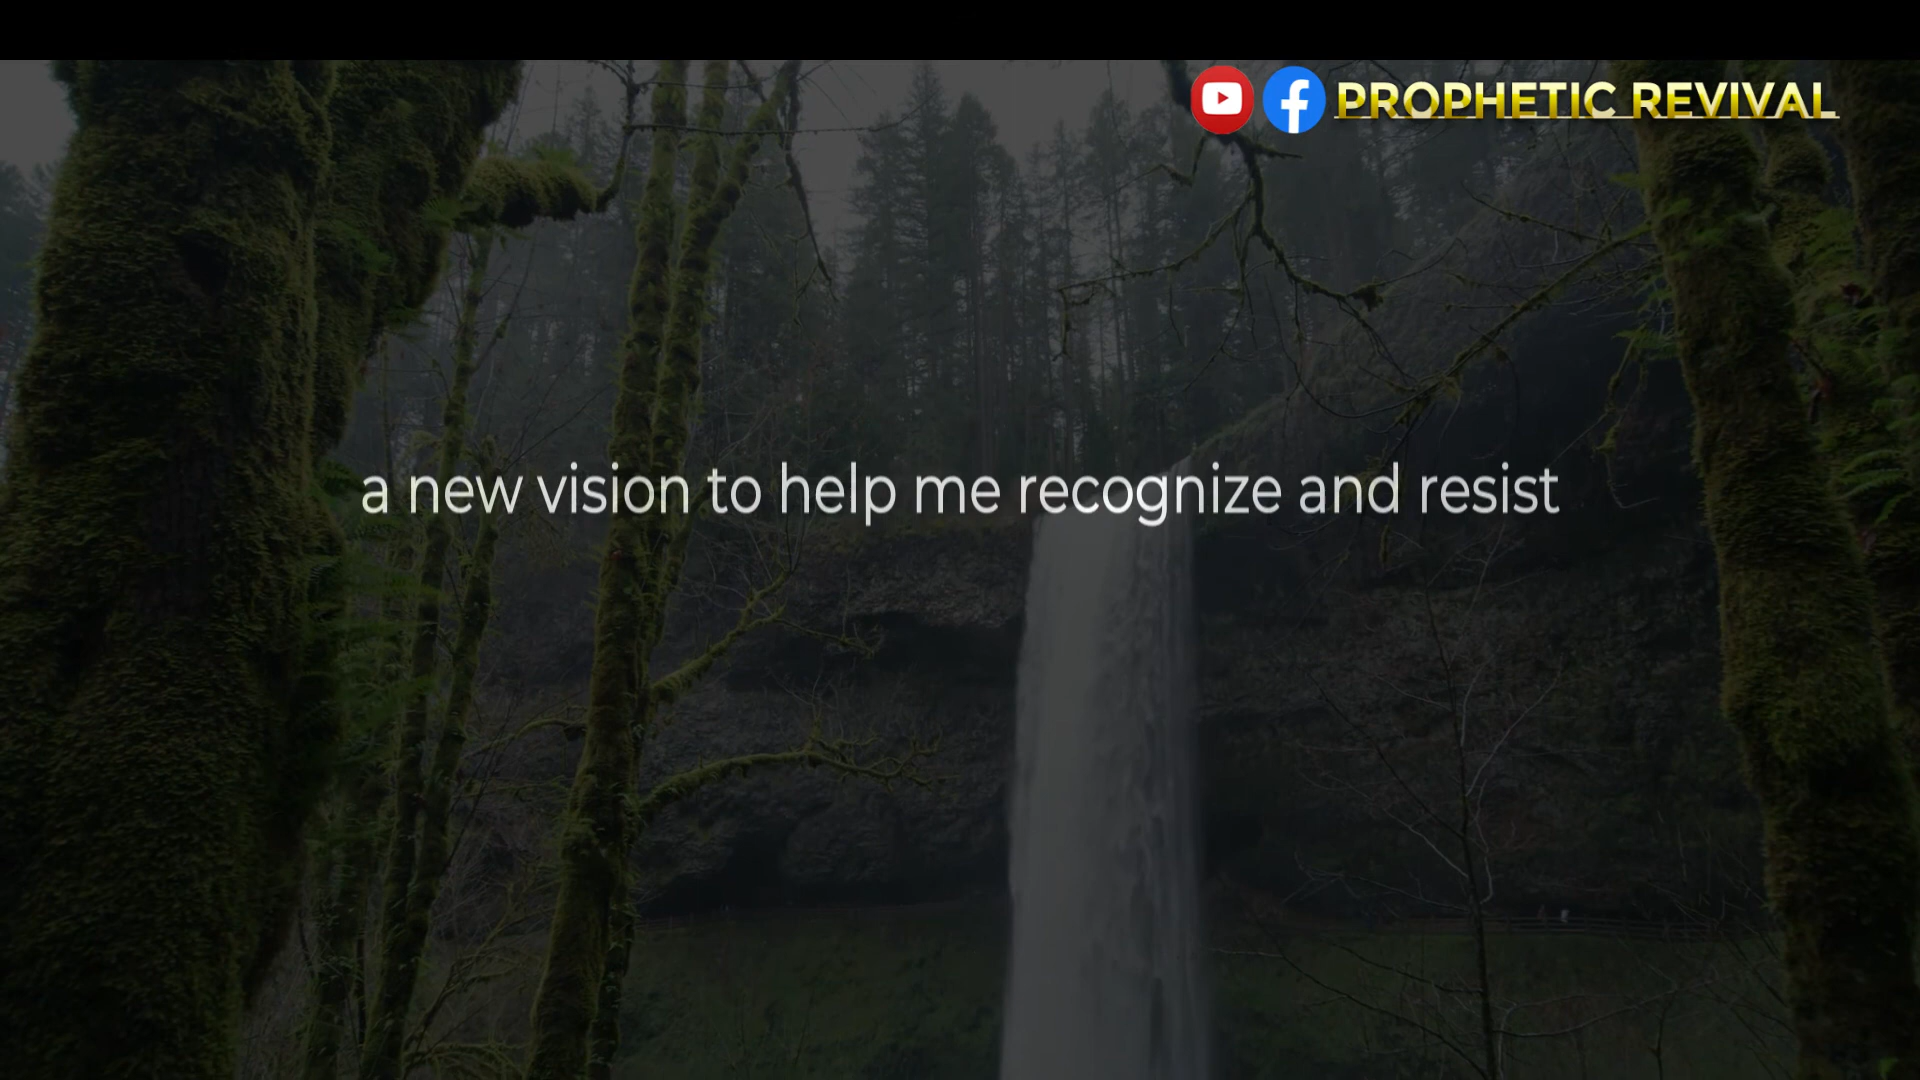 PROPHETIC REVIVAL
a new vision to help me recognize and resist